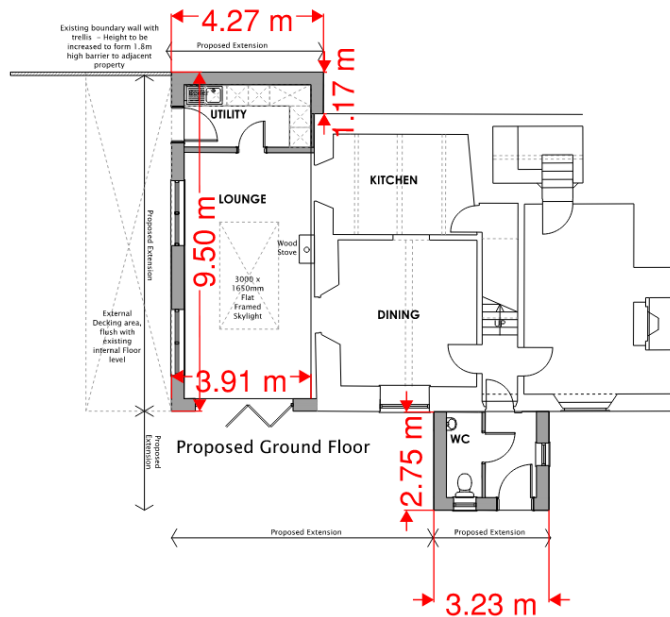 4.27 m
Existing boundary wall with
trellis - Height to be
increased to form 1.8m
high barrier to adjacent
property
Proposed Extension
1.17 m
UTILITY
KITCHEN
LOUNGE
Proposed Extension
9.50 m
Wood
Stove
3000 x
1650mm
Flat
Framed
Skylight
External
Decking area,
flush with
existing
internal Floor
level
DINING
UP
3.91 m
Proposed Ground Floor
Proposed
Extension
2.75 m
WC
Proposed Extension
Proposed Extension
3.23 m